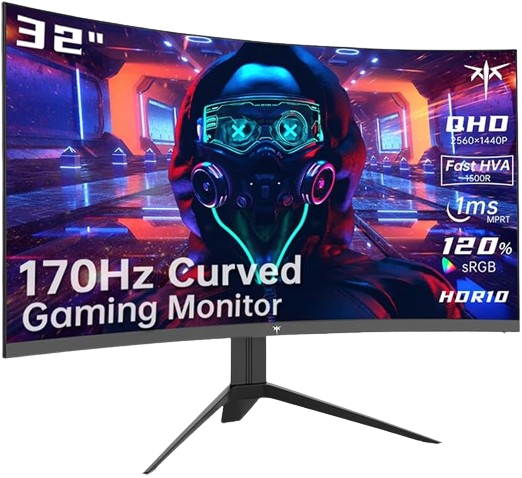 32"
QHD
2560×1440P
Fast HVA
1500R
1ms
MPRT
120%
sRGB
HDR10
170Hz Curved
Gaming Monitor